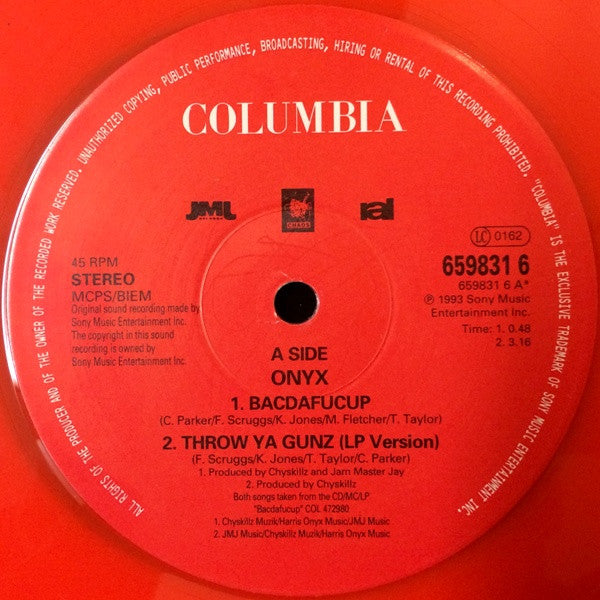 ALL RIGHTS OF THE PRODUCER AND OF THE OWNER OF THE RECORDED WORK RESERVED. UNAUTHORIZED COPYING, PUBLIC PERFORMANCE, BROADCASTING, HIRING OR RENTAL OF THIS RECORDING PROHIBITED. "COLUMBIA" IS THE EXCLUSIVE TRADEMARK OF SONY MUSIC ENTERTAINMENT INC.
COLUMBIA
JMJ
CHAOS
ral
LC 0162
45 RPM
STEREO
MCPS/BIEM
Original sound recording made by
Sony Music Entertainment Inc.
The copyright in this sound
recording is owned by
Sony Music Entertainment Inc.
659831 6
659831 6 A*
℗ 1993 Sony Music
Entertainment Inc.
Time: 1. 0.48
2. 3.16
A SIDE
ONYX
1. BACDAFUCUP
(C. Parker/F. Scruggs/K. Jones/M. Fletcher/T. Taylor)
2. THROW YA GUNZ (LP Version)
(F. Scruggs/K. Jones/T. Taylor/C. Parker)
1. Produced by Chyskillz and Jam Master Jay
2. Produced by Chyskillz
Both songs taken from the CD/MC/LP
"Bacdafucup" COL 472980
1. Chyskillz Muzik/Harris Onyx Music/JMJ Music
2. JMJ Music/Chyskillz Muzik/Harris Onyx Music